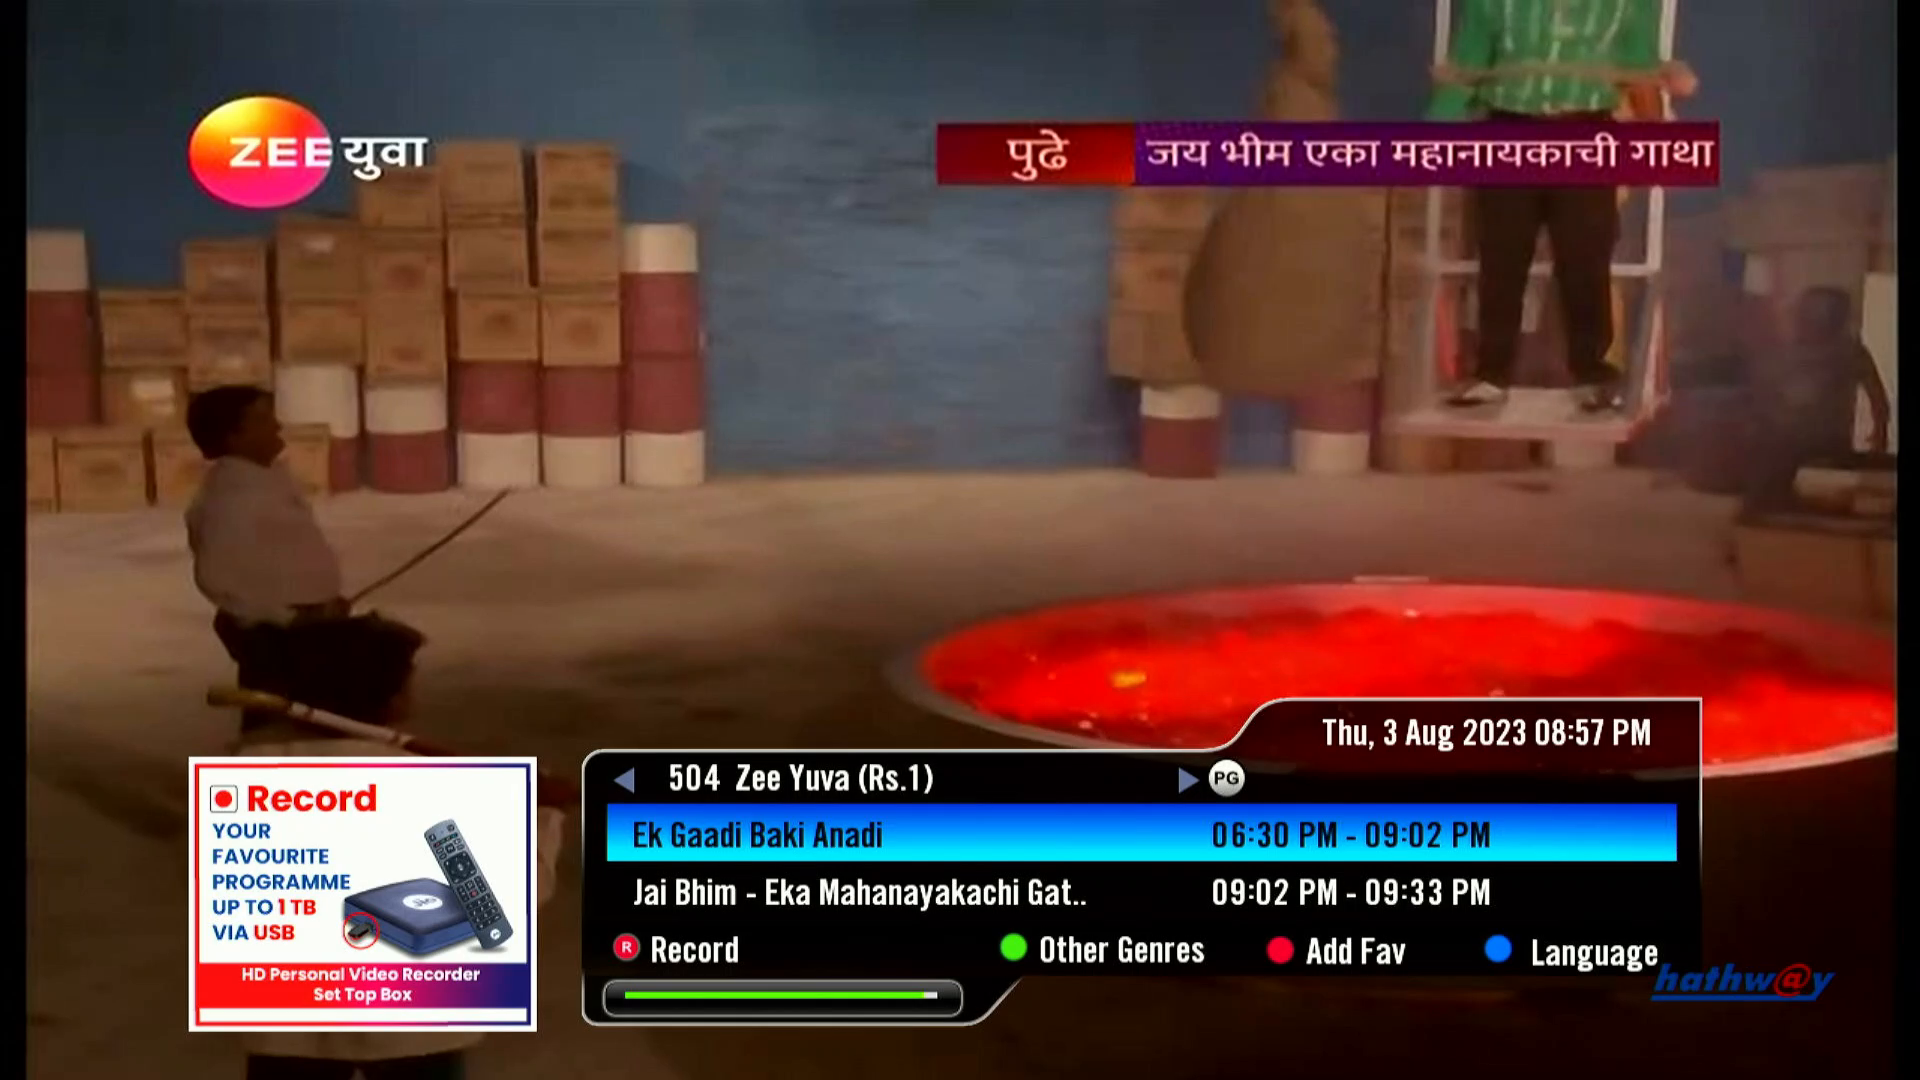 ZEE युवा
पुढे जय भीम एका महानायकाची गाथा
Thu, 3 Aug 2023 08:57 PM
504 Zee Yuva (Rs.1) PG
Ek Gaadi Baki Anadi 06:30 PM - 09:02 PM
Jai Bhim - Eka Mahanayakachi Gat.. 09:02 PM - 09:33 PM
R Record Other Genres Add Fav Language
hathw@y
Record
YOUR
FAVOURITE
PROGRAMME
UP TO 1 TB
VIA USB
HD Personal Video Recorder
Set Top Box